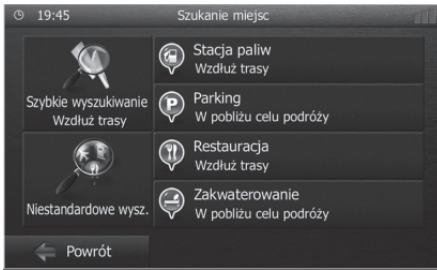 19:45
Szukanie miejsc
Szybkie wyszukiwanie
Wzdłuż trasy
Niestandardowe wysz.
Stacja paliw
Wzdłuż trasy
P
Parking
W pobliżu celu podróży
Restauracja
Wzdłuż trasy
Zakwaterowanie
W pobliżu celu podróży
Powrót